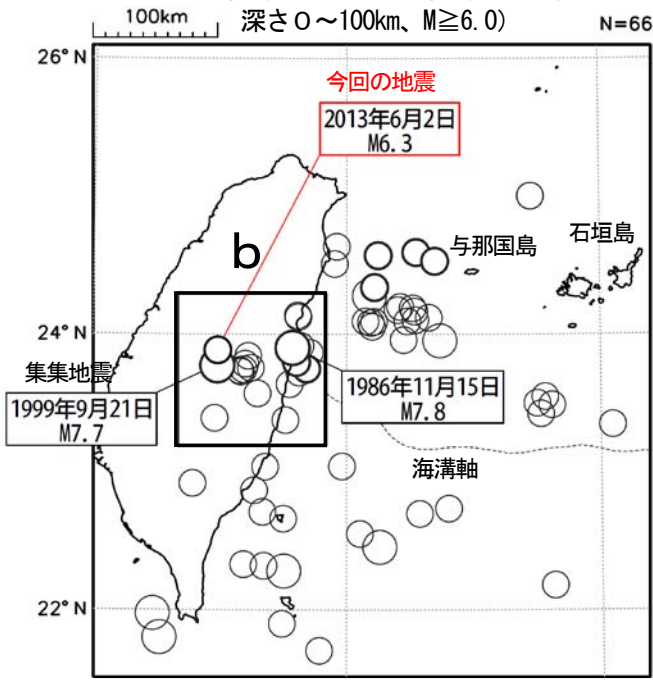 100km
深さ０～100km、M≧6.0)
N=66
26°N
今回の地震
2013年6月2日
M6.3
b
与那国島
石垣島
24°N
集集地震
1999年9月21日
M7.7
1986年11月15日
M7.8
海溝軸
22°N